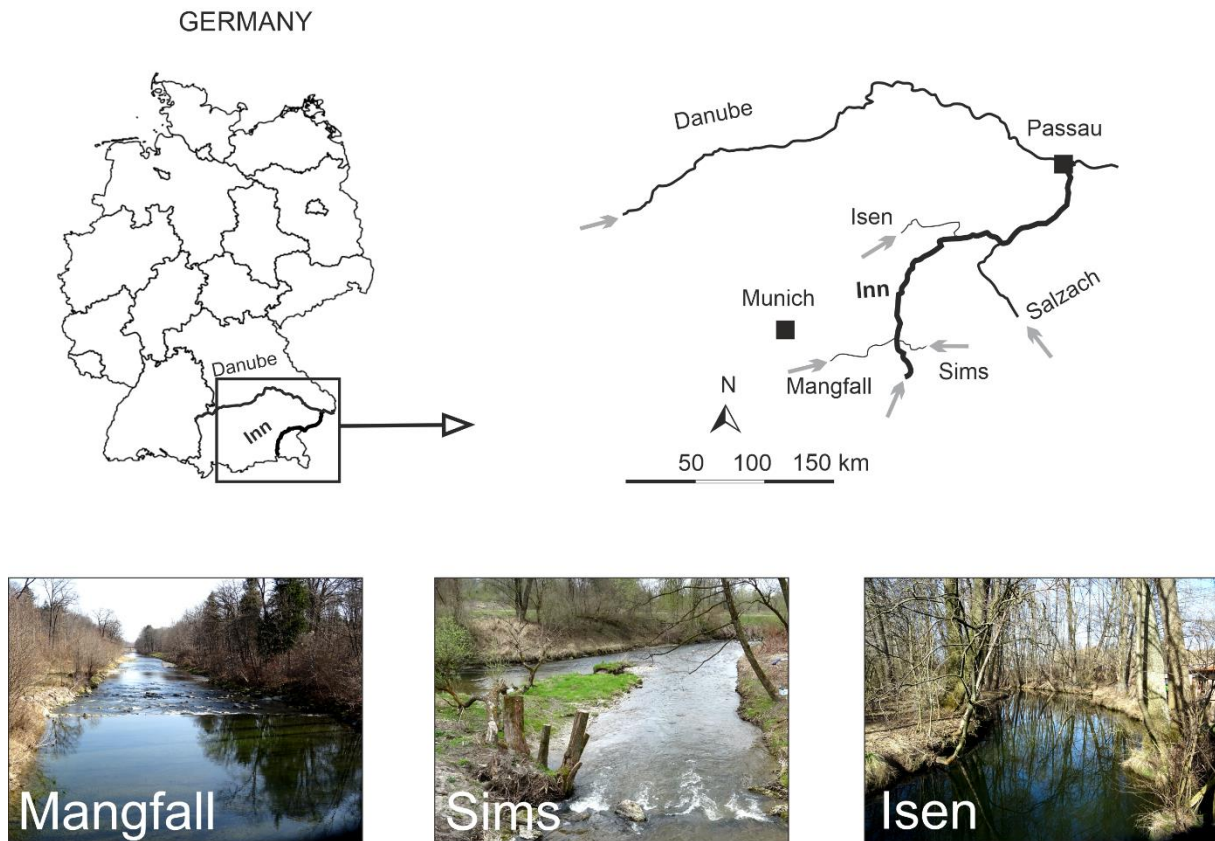 GERMANY
Danube
Inn
Danube
Passau
Isen
Inn
Munich
Salzach
Mangfall
Sims
N
50 100 150 km
Mangfall
Sims
Isen